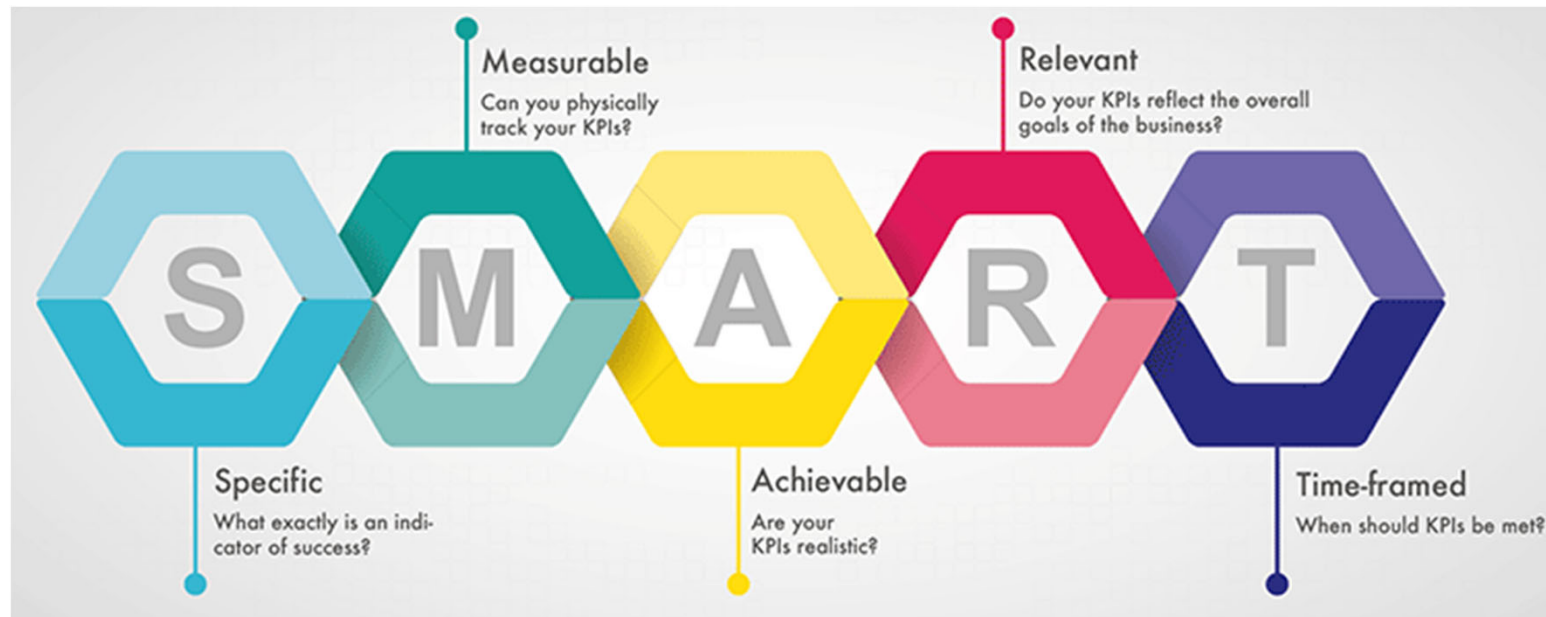 Measurable
Can you physically
track your KPIs?
Relevant
Do your KPIs reflect the overall
goals of the business?
S M A R T
Specific
What exactly is an indi-
cator of success?
Achievable
Are your
KPIs realistic?
Time-framed
When should KPIs be met?